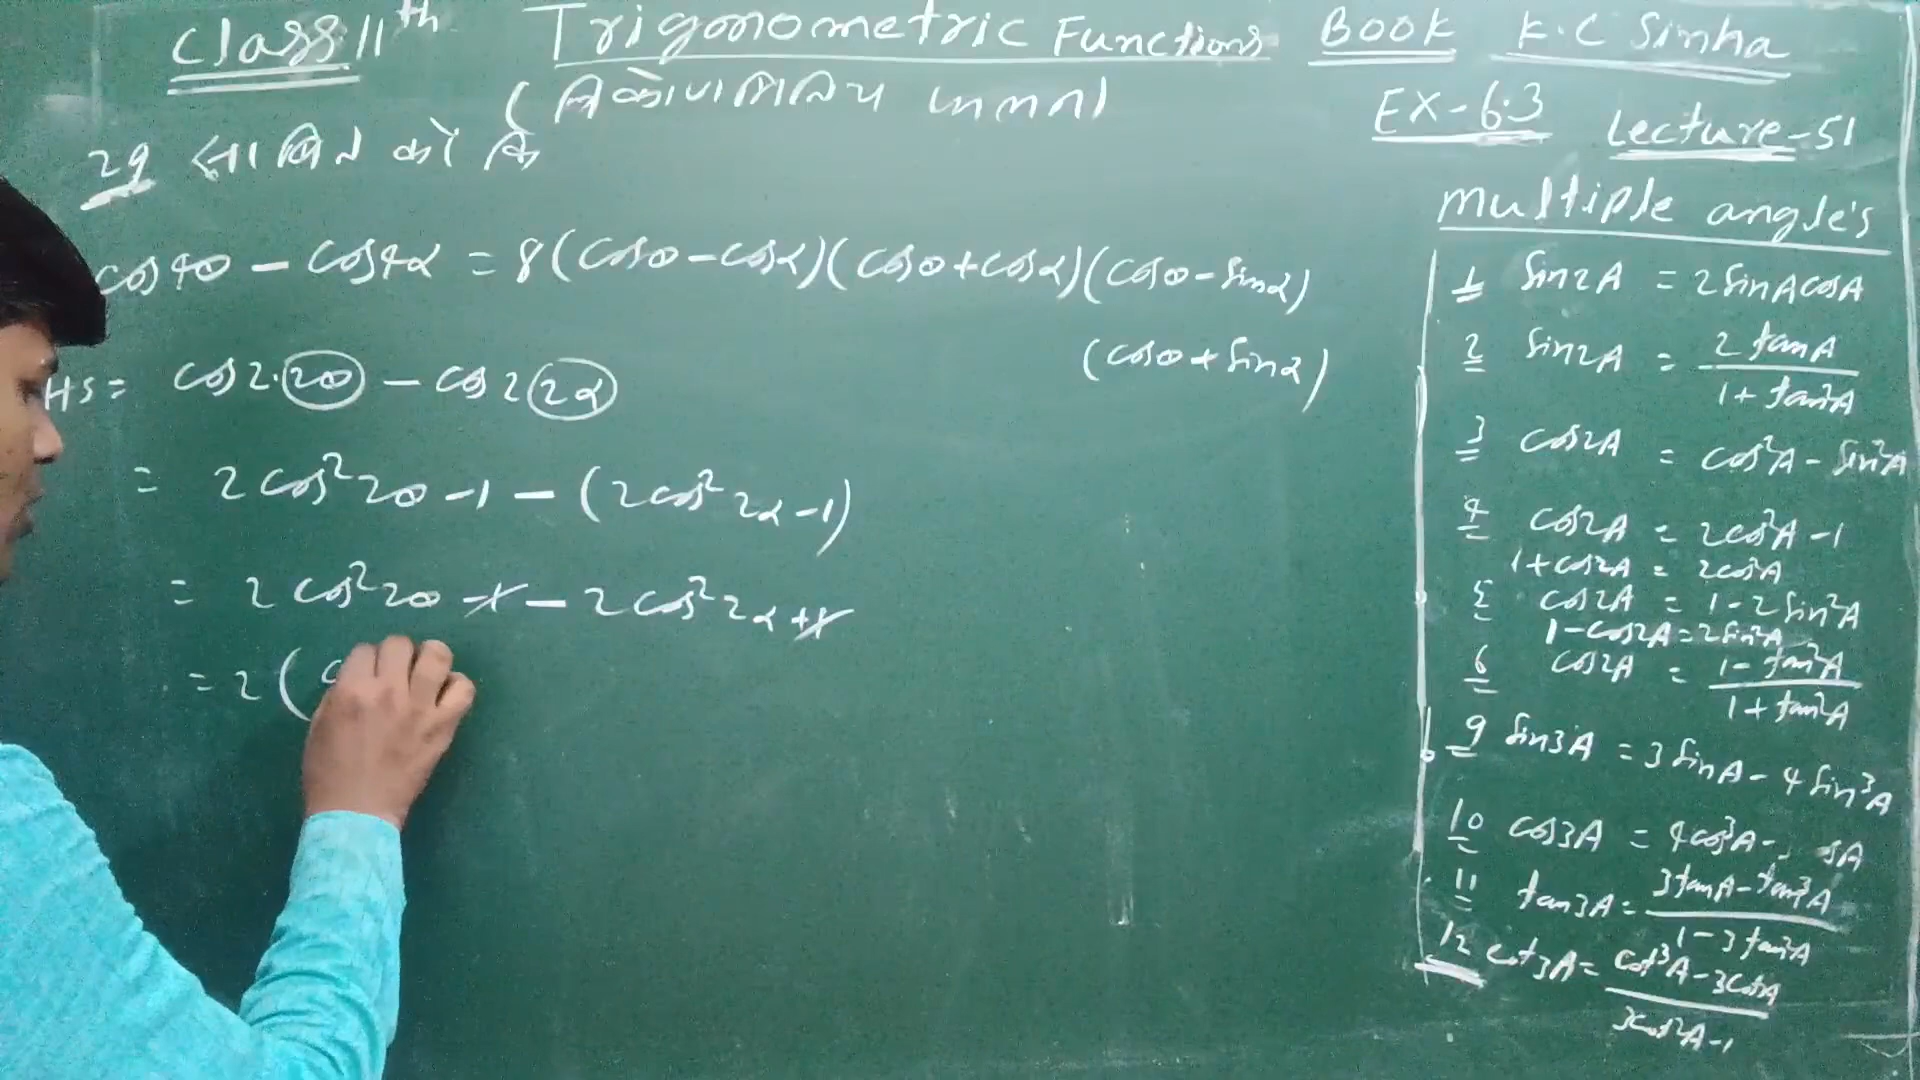 Class 11th Trigonometric Functions Book K.C Sinha
(त्रिकोणमितिय फलन)
EX-6.3 Lecture-51
29 साबित करें कि
cos4θ - cos4α = 8(cosθ-cosα)(cosθ+cosα)(cosθ-sinα)
(cosθ+sinα)
HS = cos2·2θ - cos2 2α
= 2cos²2θ-1 - (2cos²2α-1)
= 2cos²2θ-1 - 2cos²2α+1
= 2(
multiple angle's
1 sin2A = 2sinAcosA
2 sin2A = 2tanA / 1+tan²A
3 cos2A = cos²A-sin²A
4 cos2A = 2cos²A-1
1+cos2A = 2cos²A
5 cos2A = 1-2sin²A
1-cos2A=2sin²A
6 cos2A = 1-tan²A / 1+tan²A
9 sin3A = 3sinA-4sin³A
10 cos3A = 4cos³A- sA
11 tan3A = 3tanA-tan³A / 1-3tan²A
12 cot3A = cot³A-3cotA / 3cot²A-1